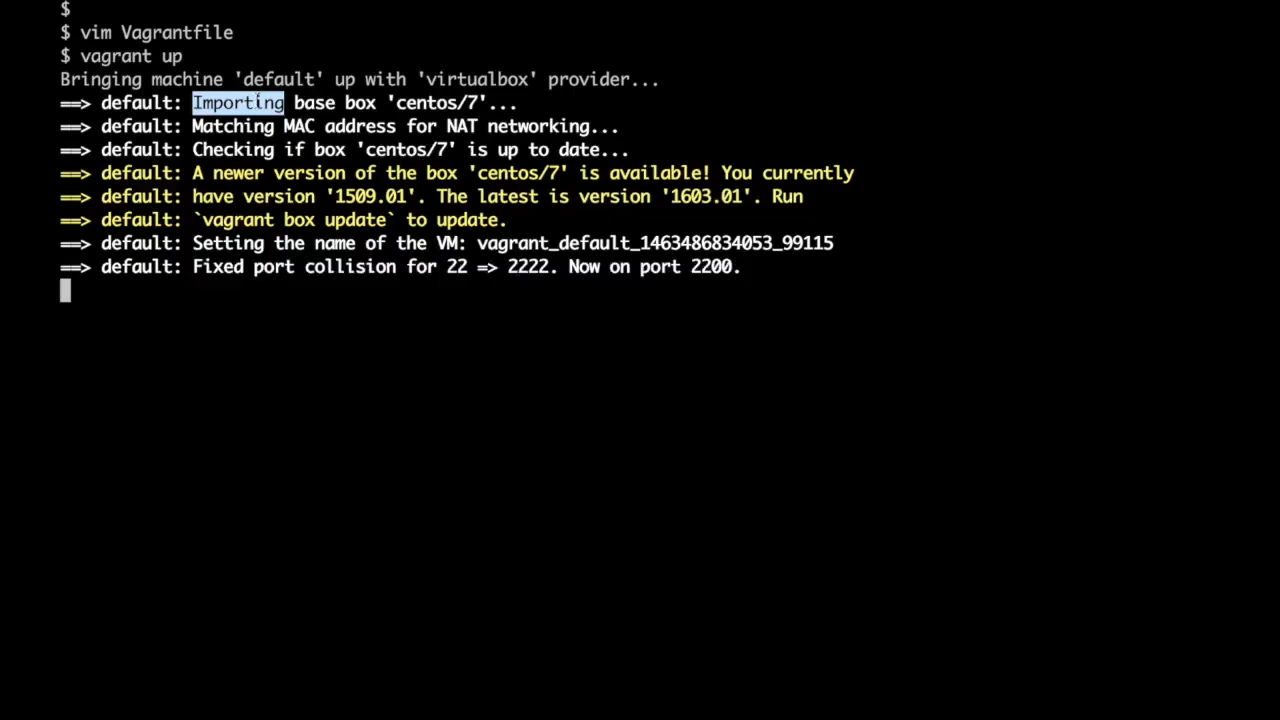 $
$ vim Vagrantfile
$ vagrant up
Bringing machine 'default' up with 'virtualbox' provider...
==> default: Importing base box 'centos/7'...
==> default: Matching MAC address for NAT networking...
==> default: Checking if box 'centos/7' is up to date...
==> default: A newer version of the box 'centos/7' is available! You currently
==> default: have version '1509.01'. The latest is version '1603.01'. Run
==> default: `vagrant box update` to update.
==> default: Setting the name of the VM: vagrant_default_1463486834053_99115
==> default: Fixed port collision for 22 => 2222. Now on port 2200.